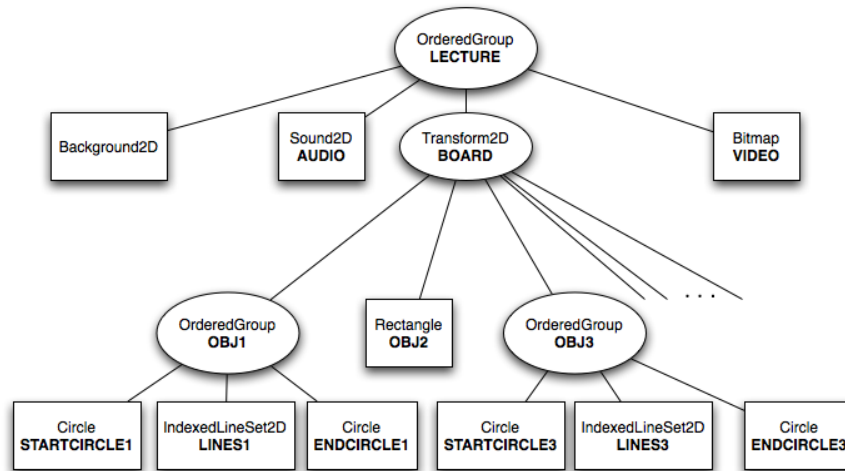 OrderedGroup
LECTURE
Background2D
Sound2D
AUDIO
Transform2D
BOARD
Bitmap
VIDEO
. . .
OrderedGroup
OBJ1
Rectangle
OBJ2
OrderedGroup
OBJ3
Circle
STARTCIRCLE1
IndexedLineSet2D
LINES1
Circle
ENDCIRCLE1
Circle
STARTCIRCLE3
IndexedLineSet2D
LINES3
Circle
ENDCIRCLE3